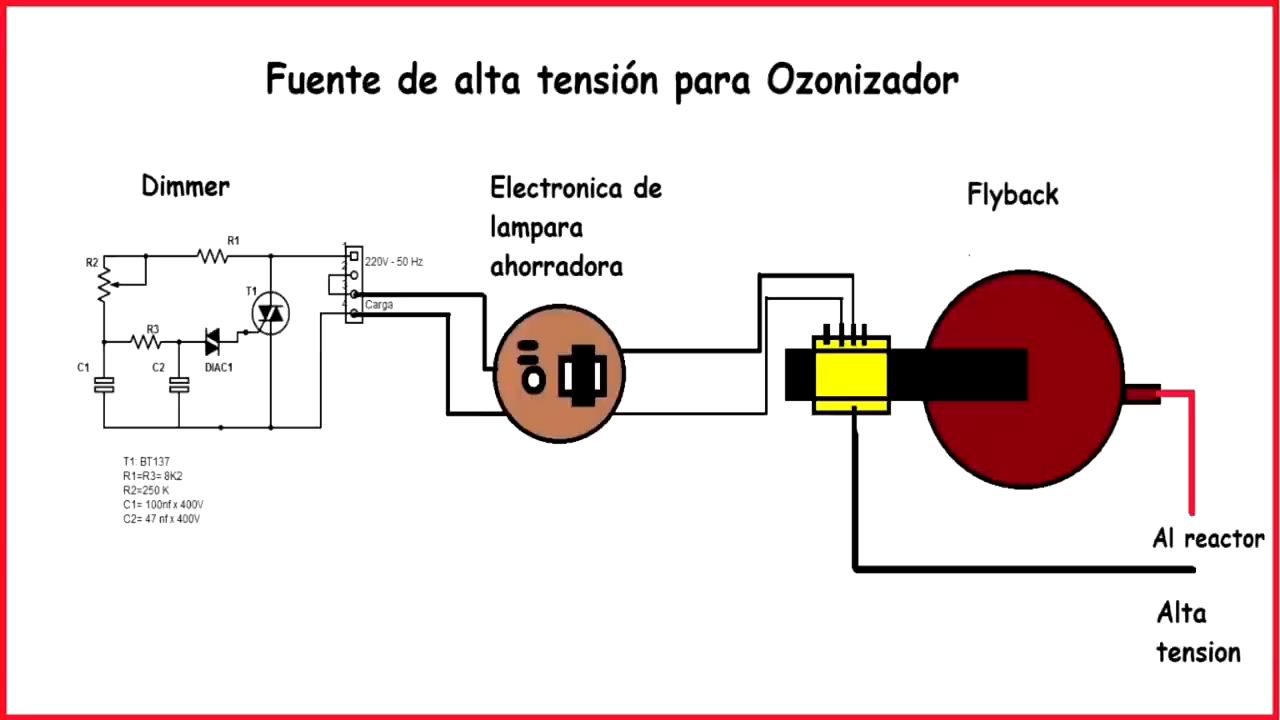 Fuente de alta tensión para Ozonizador
Dimmer
Electronica de
lampara
ahorradora
Flyback
R1
R2
1
220V - 50 Hz
2
T1
3
Carga
4
R3
C1
C2
DIAC1
T1: BT137
R1=R3= 8K2
R2=250 K
C1= 100nf x 400V
C2= 47 nf x 400V
Al reactor
Alta
tension